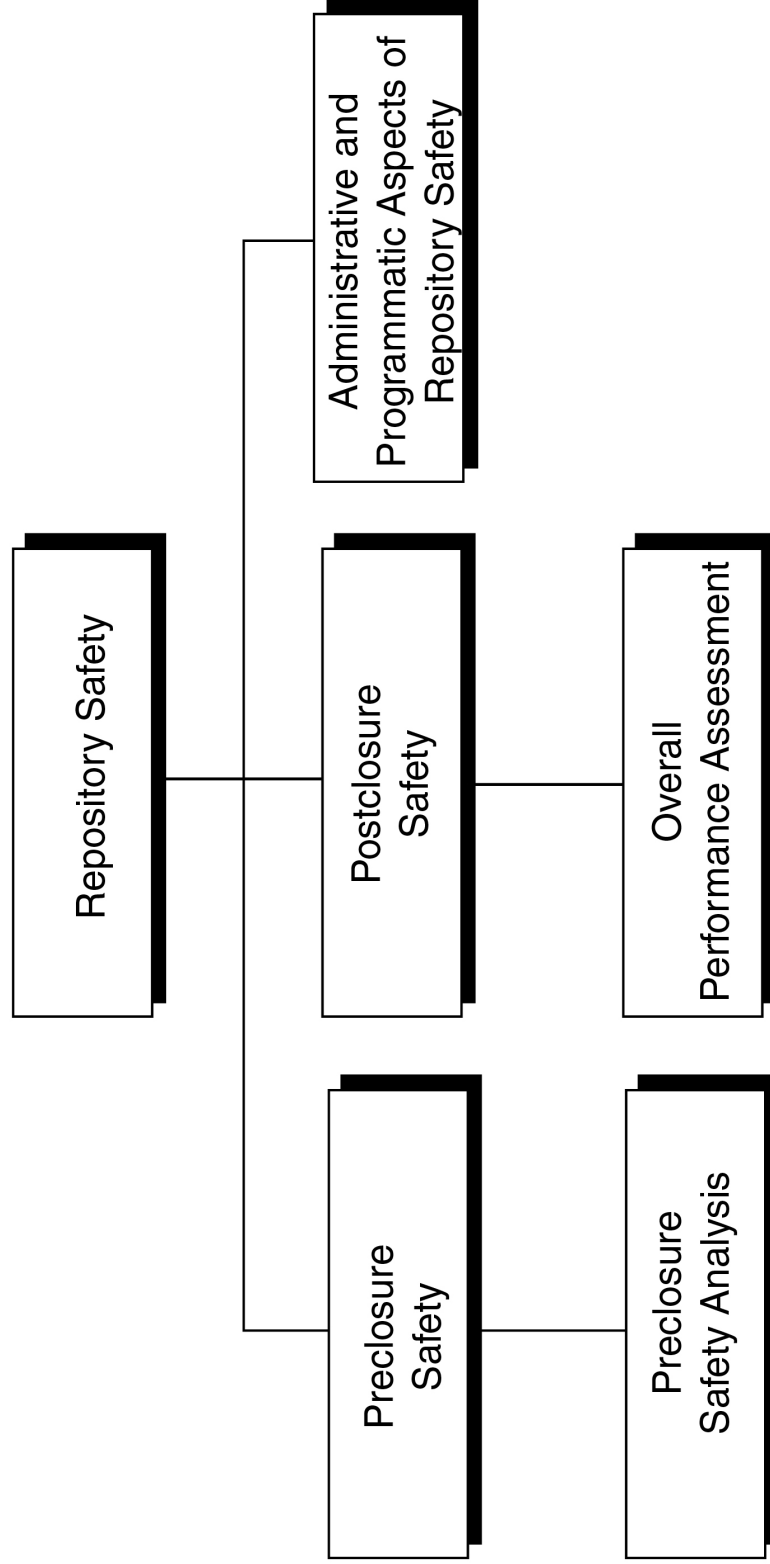 Repository Safety
Preclosure
Safety
Postclosure
Safety
Administrative and
Programmatic Aspects of
Repository Safety
Preclosure
Safety Analysis
Overall
Performance Assessment